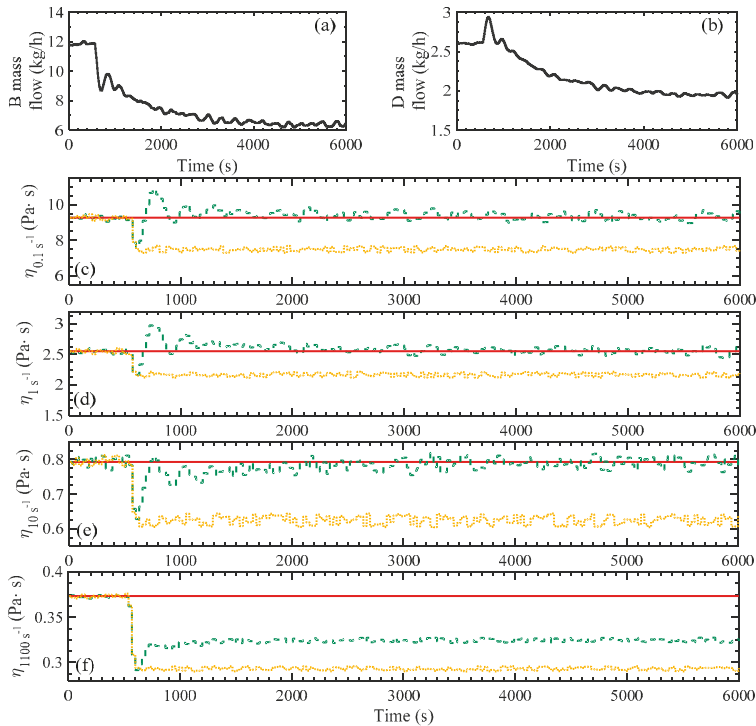 12
10
8
6
B mass
flow (kg/h)
(a)
0 2000 4000 6000
Time (s)
3
2.5
2
1.5
D mass
flow (kg/h)
(b)
0 2000 4000 6000
Time (s)
10
8
6
η0.1 s-1 (Pa· s)
(c)
0 1000 2000 3000 4000 5000 6000
3
2.5
2
1.5
η1 s-1 (Pa· s)
(d)
0 1000 2000 3000 4000 5000 6000
0.8
0.7
0.6
η10 s-1 (Pa· s)
(e)
0 1000 2000 3000 4000 5000 6000
0.4
0.35
0.3
η1100 s-1 (Pa· s)
(f)
0 1000 2000 3000 4000 5000 6000
Time (s)